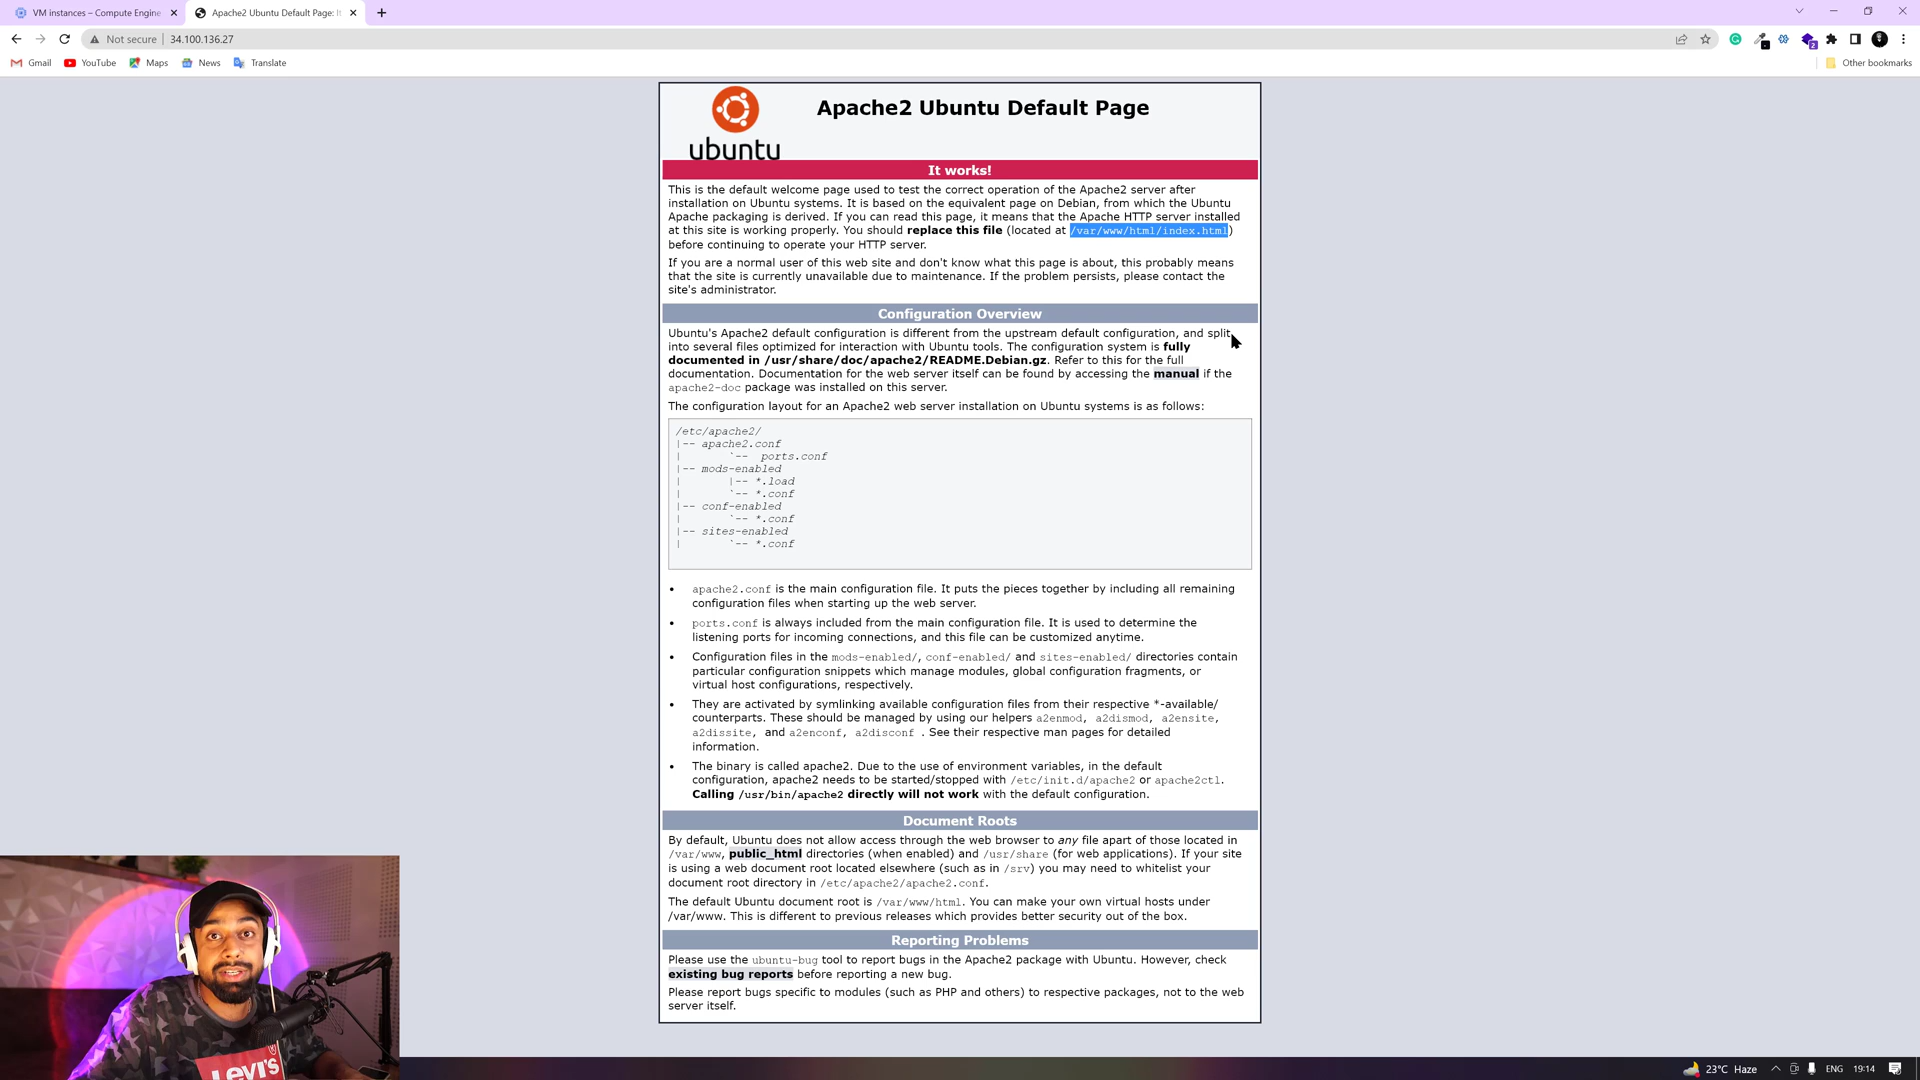 VM instances – Compute Engine
Apache2 Ubuntu Default Page: I
Not secure
34.100.136.27
Gmail
YouTube
Maps
News
Translate
Other bookmarks
2
ubuntu
Apache2 Ubuntu Default Page
It works!
This is the default welcome page used to test the correct operation of the Apache2 server after
installation on Ubuntu systems. It is based on the equivalent page on Debian, from which the Ubuntu
Apache packaging is derived. If you can read this page, it means that the Apache HTTP server installed
at this site is working properly. You should replace this file (located at /var/www/html/index.html)
before continuing to operate your HTTP server.
If you are a normal user of this web site and don't know what this page is about, this probably means
that the site is currently unavailable due to maintenance. If the problem persists, please contact the
site's administrator.
Configuration Overview
Ubuntu's Apache2 default configuration is different from the upstream default configuration, and split
into several files optimized for interaction with Ubuntu tools. The configuration system is fully
documented in /usr/share/doc/apache2/README.Debian.gz. Refer to this for the full
documentation. Documentation for the web server itself can be found by accessing the manual if the
apache2-doc package was installed on this server.
The configuration layout for an Apache2 web server installation on Ubuntu systems is as follows:
/etc/apache2/
|-- apache2.conf
|       `--  ports.conf
|-- mods-enabled
|       |-- *.load
|       `-- *.conf
|-- conf-enabled
|       `-- *.conf
|-- sites-enabled
|       `-- *.conf
• apache2.conf is the main configuration file. It puts the pieces together by including all remaining
configuration files when starting up the web server.
• ports.conf is always included from the main configuration file. It is used to determine the
listening ports for incoming connections, and this file can be customized anytime.
• Configuration files in the mods-enabled/, conf-enabled/ and sites-enabled/ directories contain
particular configuration snippets which manage modules, global configuration fragments, or
virtual host configurations, respectively.
• They are activated by symlinking available configuration files from their respective *-available/
counterparts. These should be managed by using our helpers a2enmod, a2dismod, a2ensite,
a2dissite, and a2enconf, a2disconf . See their respective man pages for detailed
information.
• The binary is called apache2. Due to the use of environment variables, in the default
configuration, apache2 needs to be started/stopped with /etc/init.d/apache2 or apache2ctl.
Calling /usr/bin/apache2 directly will not work with the default configuration.
Document Roots
By default, Ubuntu does not allow access through the web browser to any file apart of those located in
/var/www, public_html directories (when enabled) and /usr/share (for web applications). If your site
is using a web document root located elsewhere (such as in /srv) you may need to whitelist your
document root directory in /etc/apache2/apache2.conf.
The default Ubuntu document root is /var/www/html. You can make your own virtual hosts under
/var/www. This is different to previous releases which provides better security out of the box.
Reporting Problems
Please use the ubuntu-bug tool to report bugs in the Apache2 package with Ubuntu. However, check
existing bug reports before reporting a new bug.
Please report bugs specific to modules (such as PHP and others) to respective packages, not to the web
server itself.
Levi's
23°C Haze
ENG
19:14